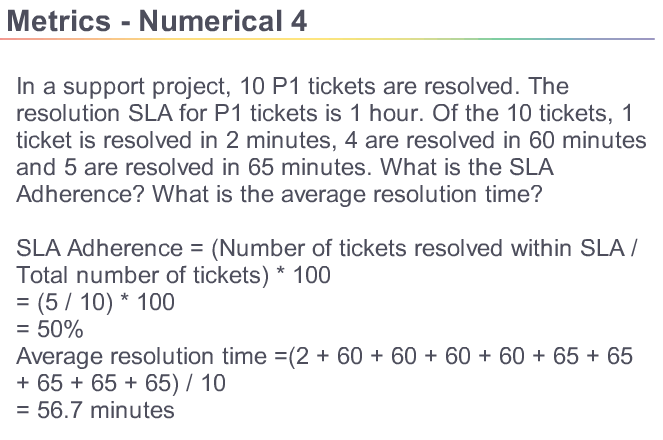 Metrics - Numerical 4
In a support project, 10 P1 tickets are resolved. The
resolution SLA for P1 tickets is 1 hour. Of the 10 tickets, 1
ticket is resolved in 2 minutes, 4 are resolved in 60 minutes
and 5 are resolved in 65 minutes. What is the SLA
Adherence? What is the average resolution time?
SLA Adherence = (Number of tickets resolved within SLA /
Total number of tickets) * 100
= (5 / 10) * 100
= 50%
Average resolution time =(2 + 60 + 60 + 60 + 60 + 65 + 65
+ 65 + 65 + 65) / 10
= 56.7 minutes